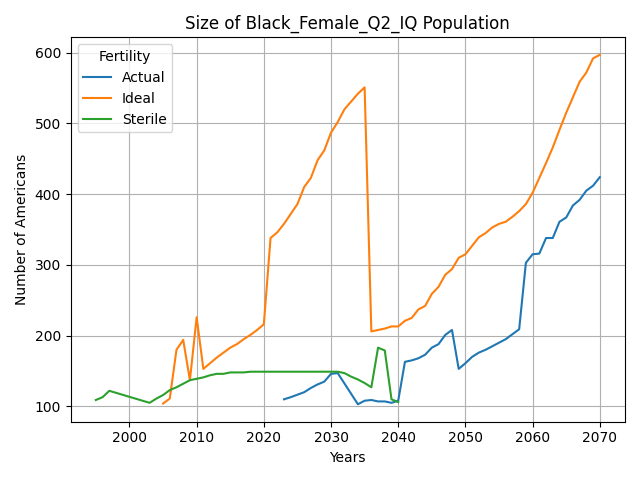 Size of Black_Female_Q2_IQ Population
Fertility
Actual
Ideal
Sterile
Number of Americans
600
500
400
300
200
100
2000
2010
2020
2030
2040
2050
2060
2070
Years